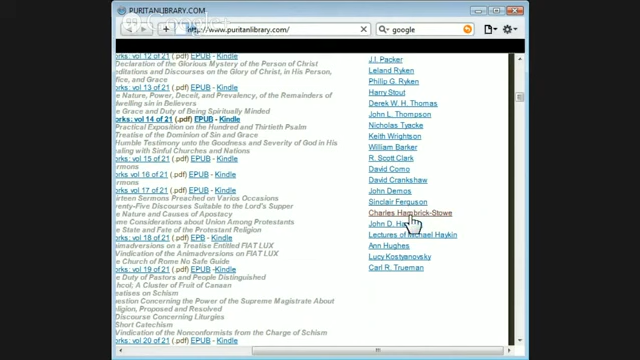 PURITANLIBRARY.COM
https://www.puritanlibrary.com/
google
orks: vol 12 of 21 (.pdf) EPUB - Kindle
Declaration of the Glorious Mystery of the Person of Christ
editations and Discourses on the Glory of Christ, in His Person,
ffice, and Grace
orks: vol 13 of 21 (.pdf) EPUB - Kindle
e Nature, Power, Deceit, and Prevalency, of the Remainders of
dwelling sin in Believers
e Grace and Duty of Being Spiritually Minded
orks: vol 14 of 21 (.pdf) EPUB - Kindle
Practical Exposition on the Hundred and Thirtieth Psalm
Treatise of the Dominion of Sin and Grace
Humble Testimony unto the Goodness and Severity of God in His
ealing with Sinful Churches and Nations
orks: vol 15 of 21 (.pdf) EPUB - Kindle
ermons
orks: vol 16 of 21 (.pdf) EPUB - Kindle
ermons
orks: vol 17 of 21 (.pdf) EPUB - Kindle
irteen Sermons Preached on Varios Occasions
wenty-Five Discourses Suitable to the Lord's Supper
e Nature and Causes of Apostacy
ome Considerations about Union Among Protestants
e State and Fate of the Protestant Religion
orks: vol 18 of 21 (.pdf) EPB - Kindle
nimadversions on a Treatise Entitled FIAT LUX
Vindication of the Animadversions on FIAT LUX
e Church of Rome No Safe Guide
orks: vol 19 of 21 (.pdf) EPUB - Kindle
e Duty of Pastors and People Distinguished
hcol; A Cluster of Fruit of Canaan
reatises on Schism
uestion Concerning the Power of the Supreme Magistrate About
eligion, Proposed and Resolved
Discourse Concerning Liturgies
Short Catechism
Vindication of the Nonconformists from the Charge of Schism
orks: vol 20 of 21 (.pdf) EPUB - Kindle
J.I. Packer
Leland Ryken
Philip G. Ryken
Harry Stout
Derek W. H. Thomas
John L. Thompson
Nicholas Tyacke
Keith Wrightson
William Barker
R. Scott Clark
David Como
David Crankshaw
John Demos
Sinclair Ferguson
Charles Hambrick-Stowe
John D.
Lectures of Michael Haykin
Ann Hughes
Lucy Kostyanovsky
Carl R. Trueman